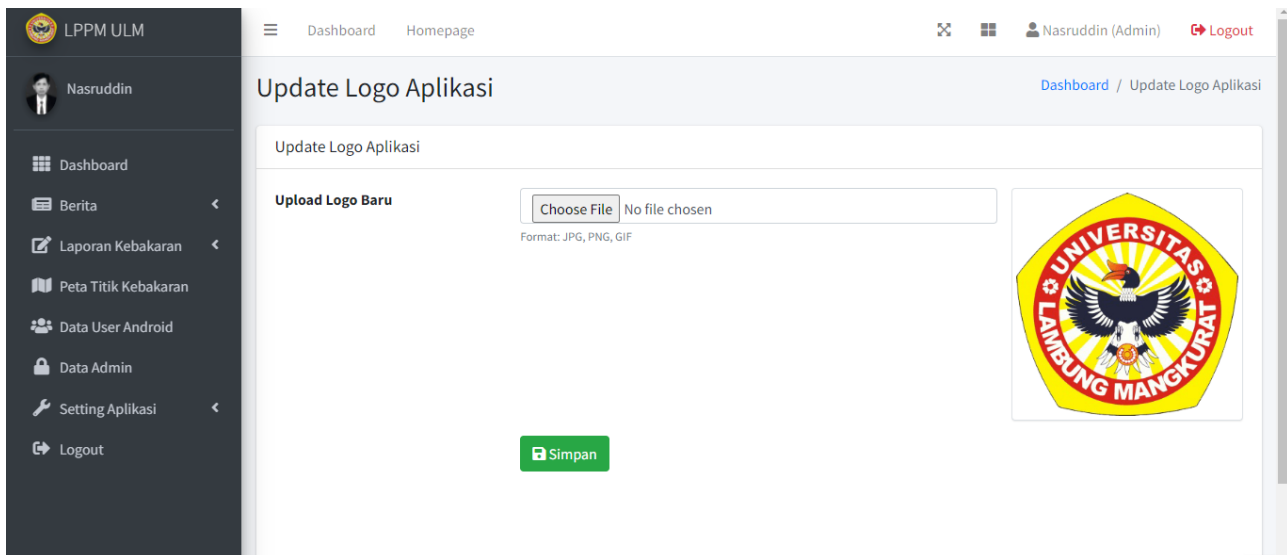 LPPM ULM
Dashboard Homepage Nasruddin (Admin) Logout
Nasruddin
Dashboard
Berita
Laporan Kebakaran
Peta Titik Kebakaran
Data User Android
Data Admin
Setting Aplikasi
Logout
Update Logo Aplikasi
Dashboard / Update Logo Aplikasi
Update Logo Aplikasi
Upload Logo Baru
Choose File No file chosen
Format: JPG, PNG, GIF
UNIVERSITAS
LAMBUNG MANGKURAT
Simpan